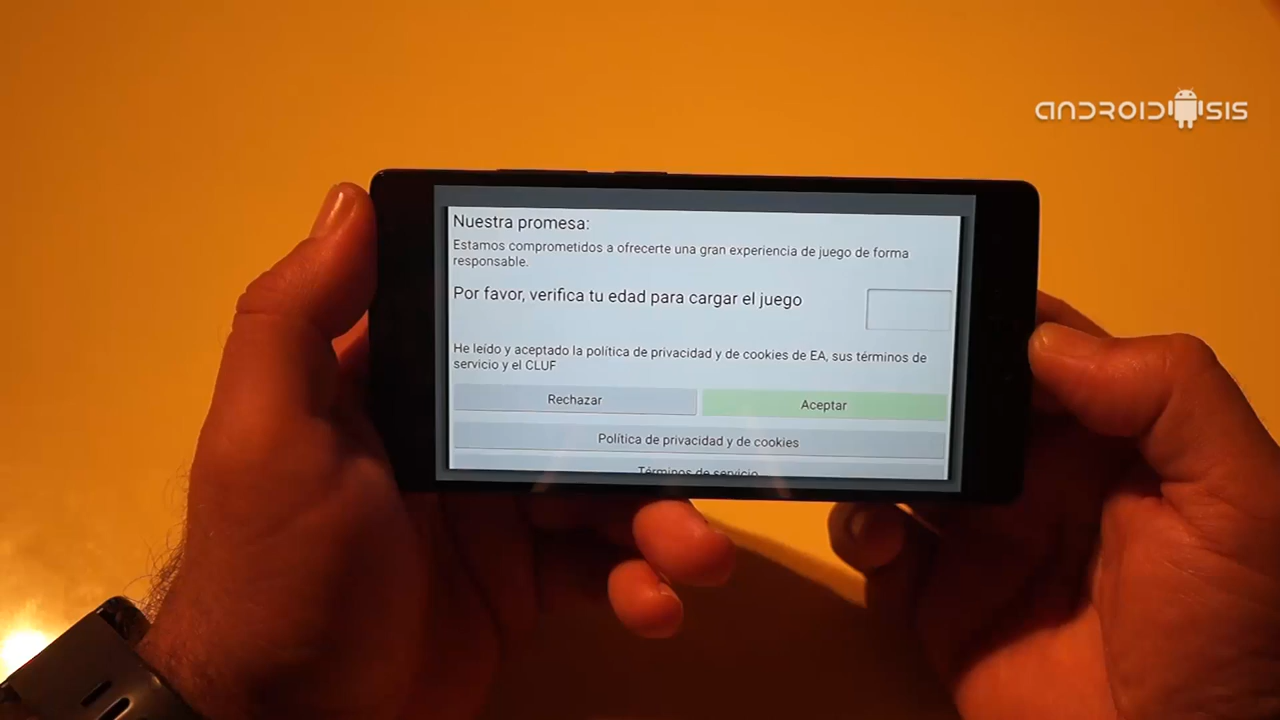 ANDROIDSIS
Nuestra promesa:
Estamos comprometidos a ofrecerte una gran experiencia de juego de forma
responsable.
Por favor, verifica tu edad para cargar el juego
He leído y aceptado la política de privacidad y de cookies de EA, sus términos de
servicio y el CLUF
Rechazar
Aceptar
Política de privacidad y de cookies
Términos de servicio